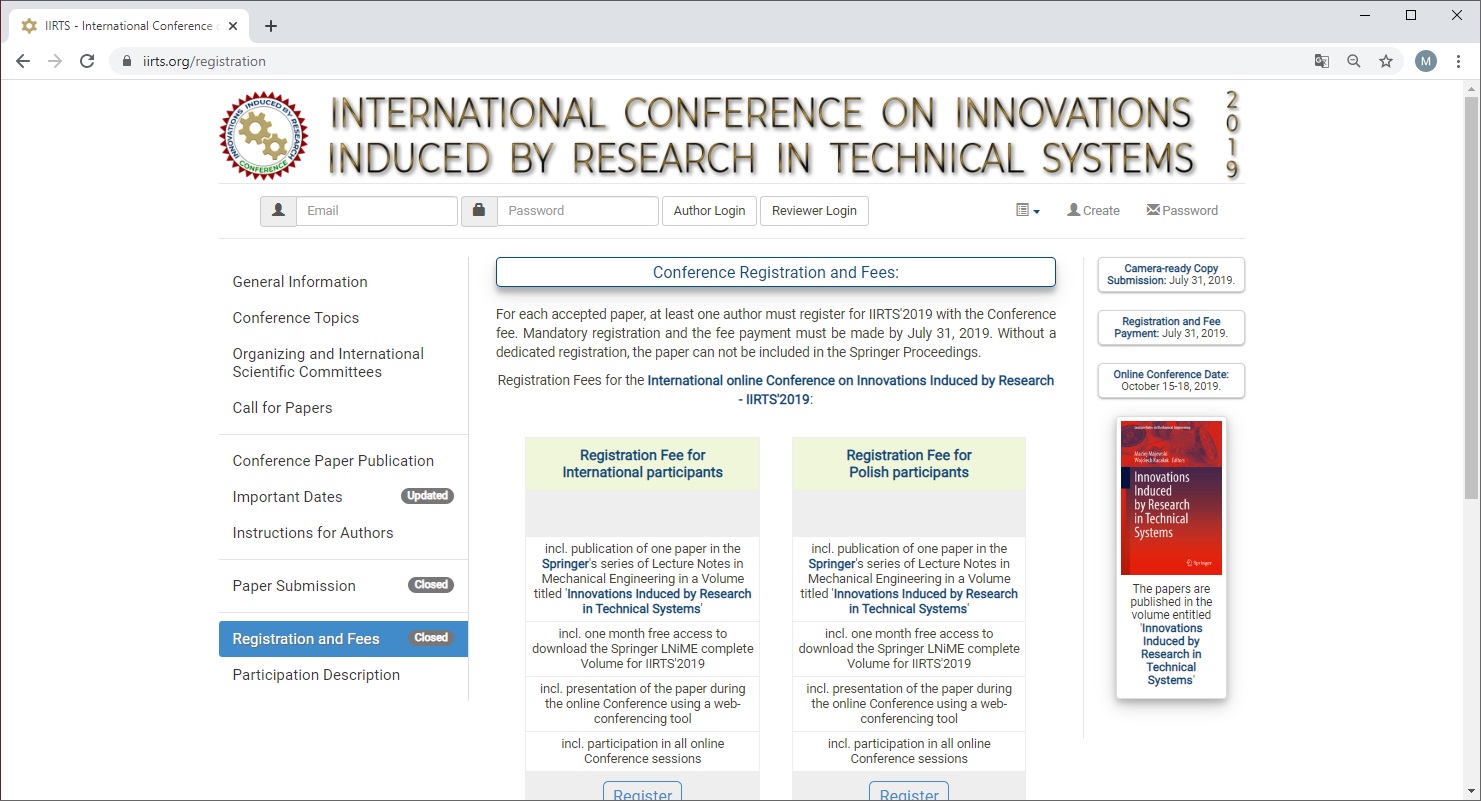 IIRTS - International Conference
iirts.org/registration
M
INNOVATIONS INDUCED BY RESEARCH
CONFERENCE
INTERNATIONAL CONFERENCE ON INNOVATIONS
INDUCED BY RESEARCH IN TECHNICAL SYSTEMS
2019
Email
Password
Author Login
Reviewer Login
Create
Password
General Information
Conference Topics
Organizing and International
Scientific Committees
Call for Papers
Conference Paper Publication
Important Dates
Updated
Instructions for Authors
Paper Submission
Closed
Registration and Fees
Closed
Participation Description
Conference Registration and Fees:
For each accepted paper, at least one author must register for IIRTS'2019 with the Conference
fee. Mandatory registration and the fee payment must be made by July 31, 2019. Without a
dedicated registration, the paper can not be included in the Springer Proceedings.
Registration Fees for the International online Conference on Innovations Induced by Research
- IIRTS'2019:
Registration Fee for
International participants
incl. publication of one paper in the
Springer's series of Lecture Notes in
Mechanical Engineering in a Volume
titled 'Innovations Induced by Research
in Technical Systems'
incl. one month free access to
download the Springer LNiME complete
Volume for IIRTS'2019
incl. presentation of the paper during
the online Conference using a web-
conferencing tool
incl. participation in all online
Conference sessions
Register
Registration Fee for
Polish participants
incl. publication of one paper in the
Springer's series of Lecture Notes in
Mechanical Engineering in a Volume
titled 'Innovations Induced by Research
in Technical Systems'
incl. one month free access to
download the Springer LNiME complete
Volume for IIRTS'2019
incl. presentation of the paper during
the online Conference using a web-
conferencing tool
incl. participation in all online
Conference sessions
Register
Camera-ready Copy
Submission: July 31, 2019.
Registration and Fee
Payment: July 31, 2019.
Online Conference Date:
October 15-18, 2019.
Lecture Notes in Mechanical Engineering
Maciej Majewski
Wojciech Kacalak Editors
Innovations
Induced
by Research
in Technical
Systems
Springer
The papers are
published in the
volume entitled
'Innovations
Induced by
Research in
Technical
Systems'